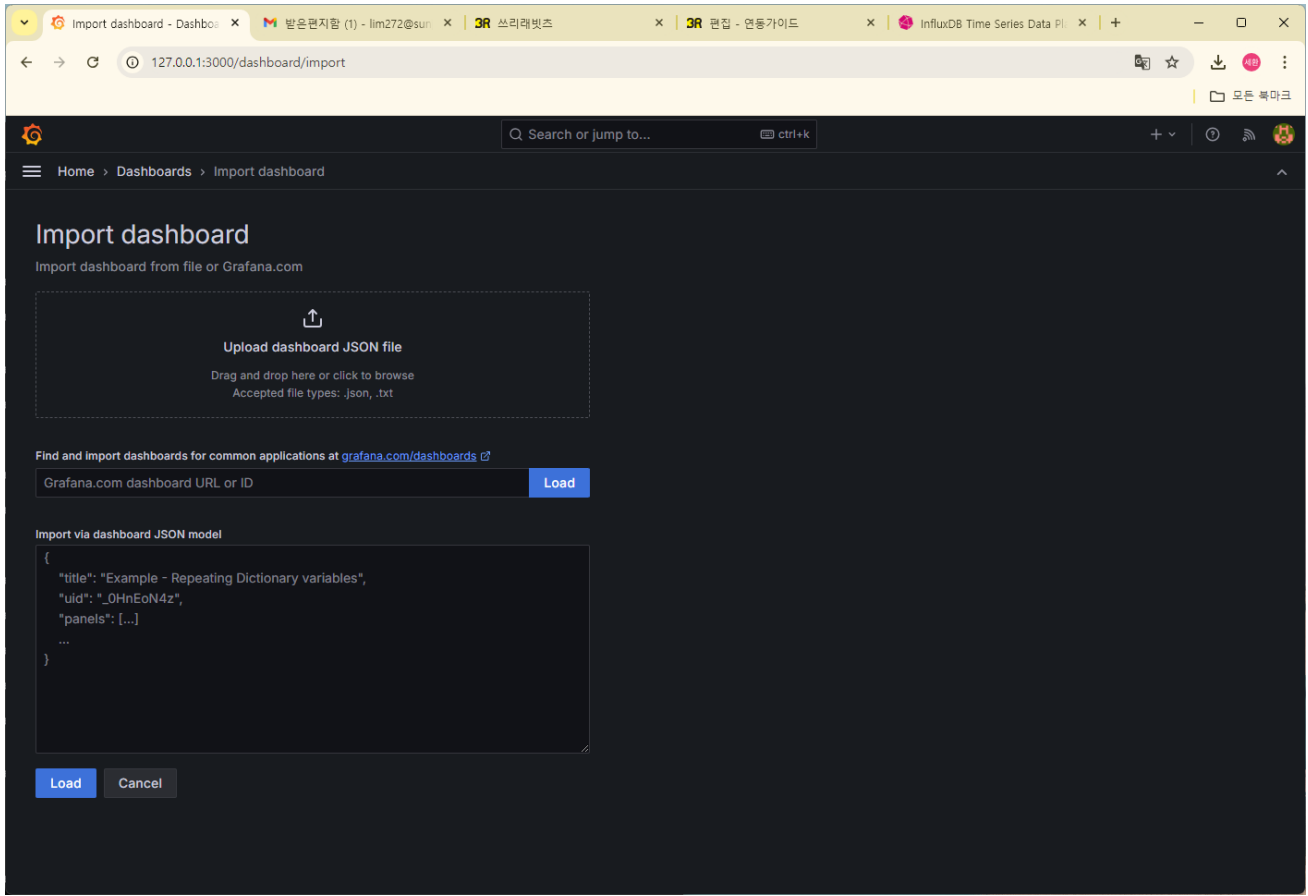 Import dashboard - Dashboa
받은편지함 (1) - lim272@sun
3R 쓰리래빗츠
3R 편집 - 연동가이드
InfluxDB Time Series Data Pl
127.0.0.1:3000/dashboard/import
세환
모든 북마크
Search or jump to... ctrl+k
Home › Dashboards › Import dashboard
Import dashboard
Import dashboard from file or Grafana.com
Upload dashboard JSON file
Drag and drop here or click to browse
Accepted file types: .json, .txt
Find and import dashboards for common applications at grafana.com/dashboards
Grafana.com dashboard URL or ID
Load
Import via dashboard JSON model
{
"title": "Example - Repeating Dictionary variables",
"uid": "_0HnEoN4z",
"panels": [...]
...
}
Load Cancel